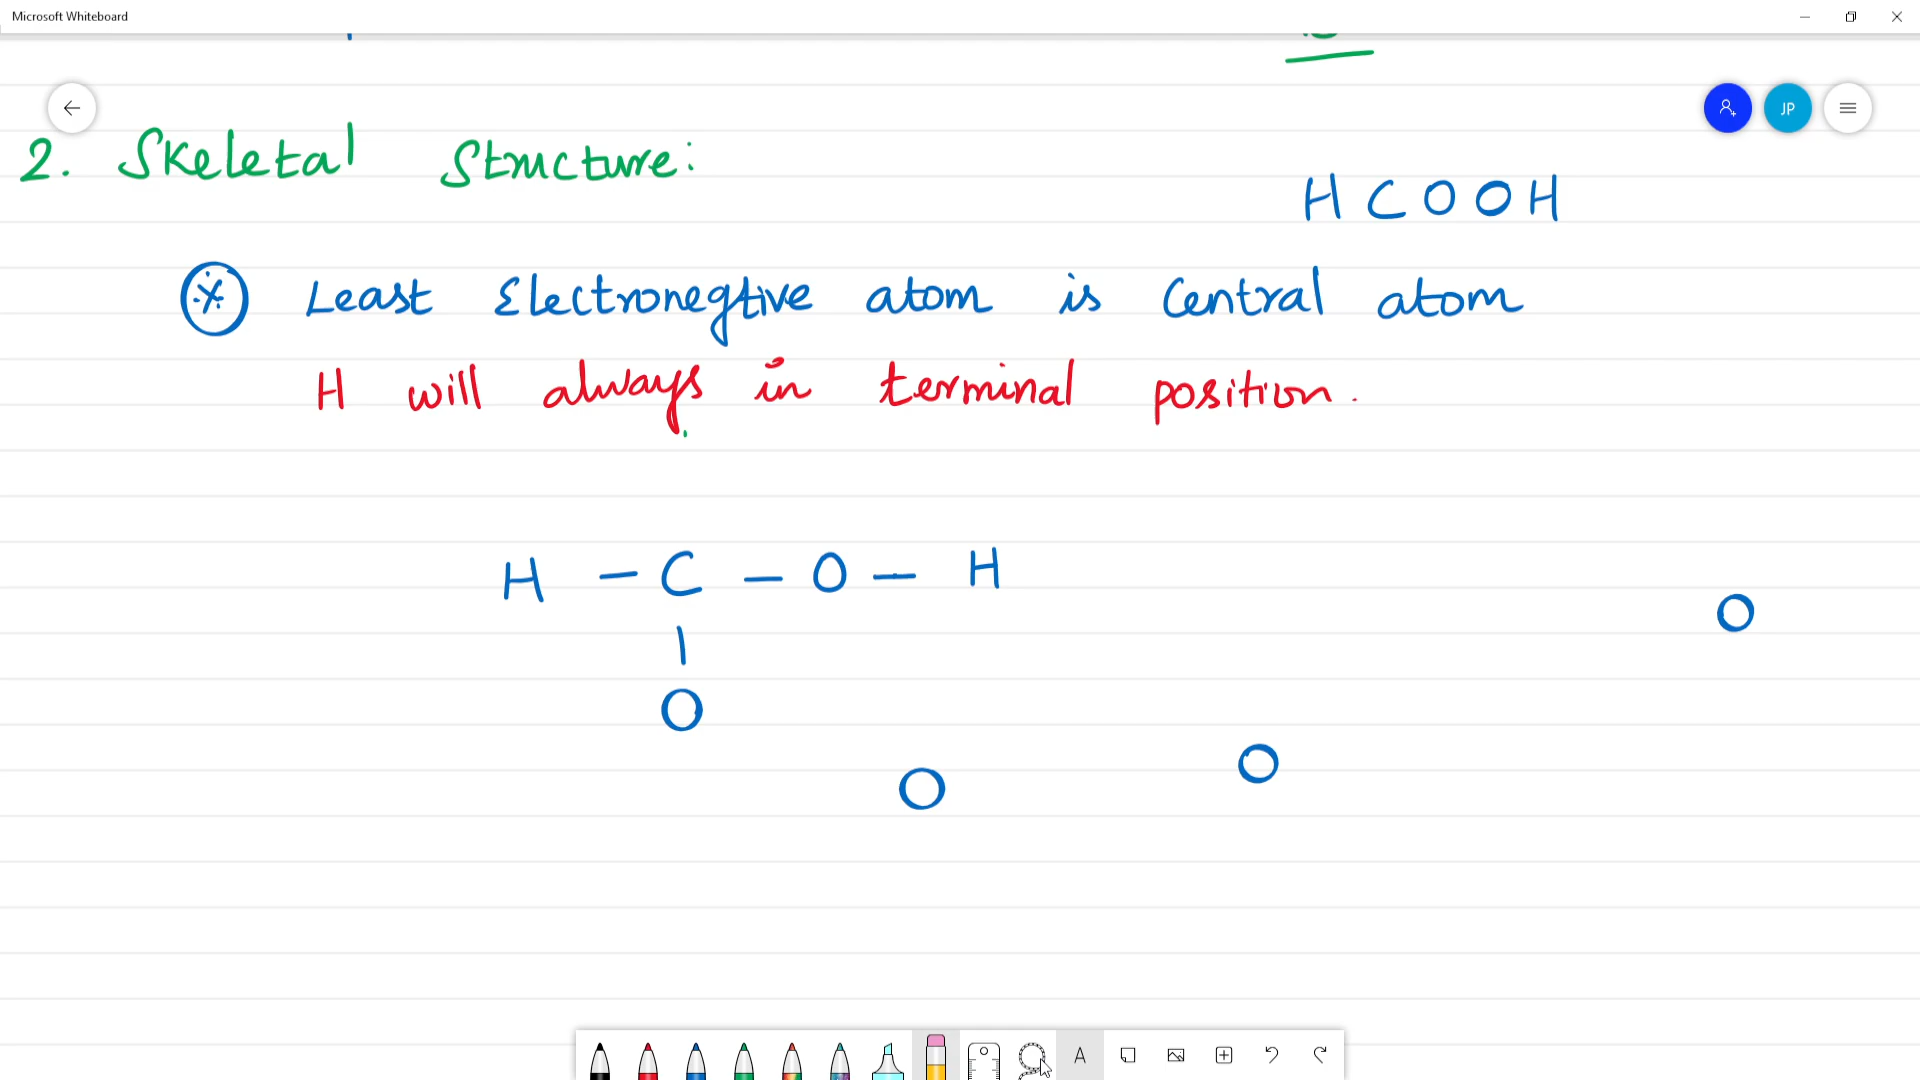 Microsoft Whiteboard
JP
2. Skeletal Structure:
HCOOH
* Least Electronegtive atom is Central atom
H will always in terminal position.
H - C - O - H
|
O
O
O
O
A